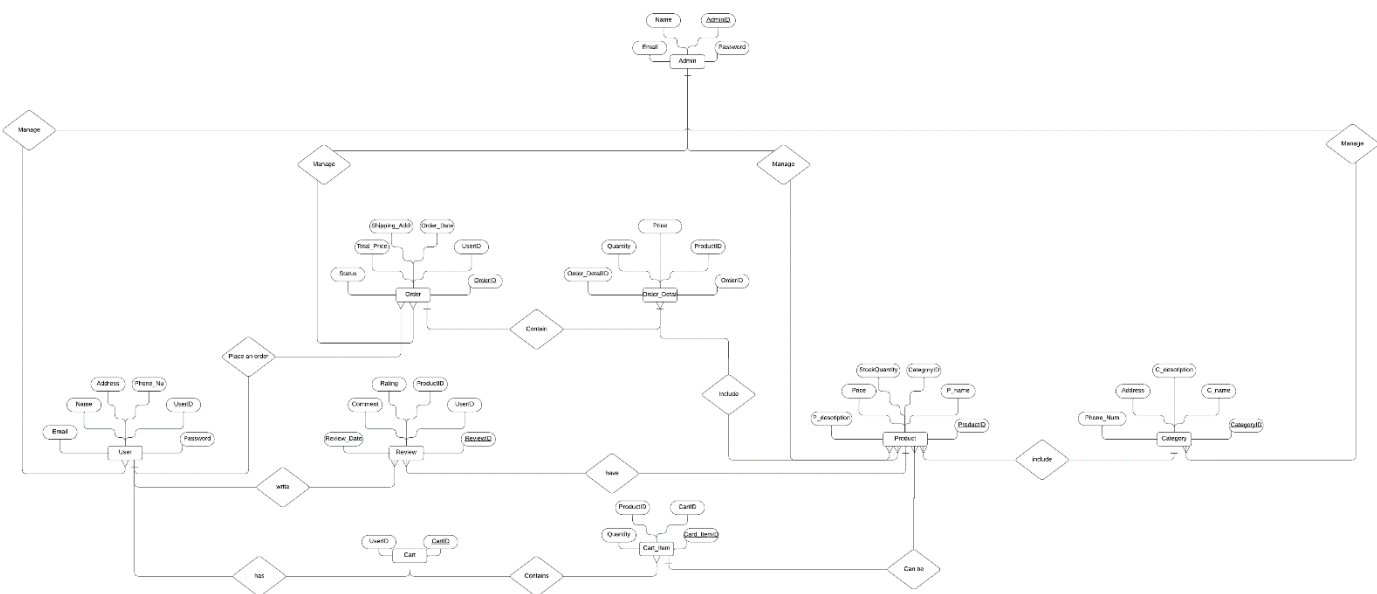 Name
AdminID
Email
Password
Admin
Manage
Manage
Manage
Manage
Shipping_Add
Order_Date
Total_Price
UserID
Status
OrderID
Order
Price
Quantity
ProductID
Order_DetailID
OrderID
Order_Detail
Contain
Place an order
Include
Address
Phone_Nu
Name
UserID
Email
Password
User
Rating
ProductID
Comment
UserID
Review_Date
ReviewID
Review
StockQuantity
CategoryID
Price
P_name
P_description
ProductID
Product
C_description
Address
C_name
Phone_Num
CategoryID
Category
include
write
have
ProductID
CartID
Quantity
Card_ItemID
Cart_Item
UserID
CartID
Cart
has
Contains
Can be